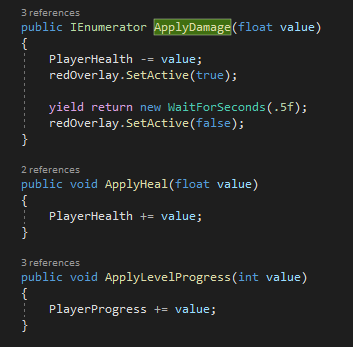 3 references
public IEnumerator ApplyDamage(float value)
{
PlayerHealth -= value;
redOverlay.SetActive(true);
yield return new WaitForSeconds(.5f);
redOverlay.SetActive(false);
}
2 references
public void ApplyHeal(float value)
{
PlayerHealth += value;
}
3 references
public void ApplyLevelProgress(int value)
{
PlayerProgress += value;
}